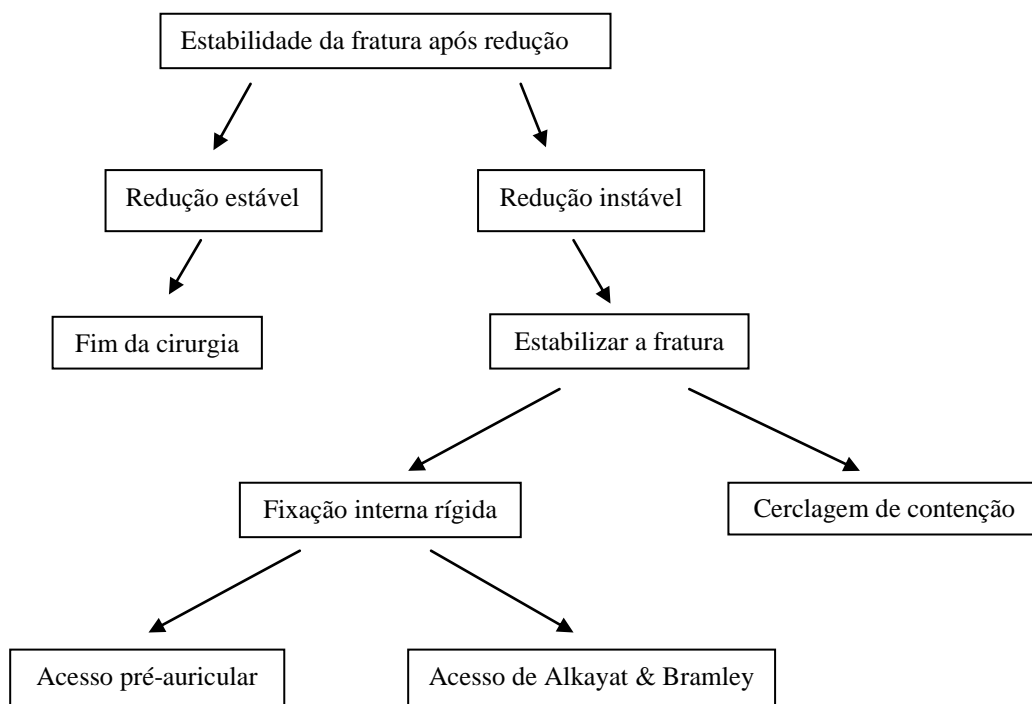 Estabilidade da fratura após redução
Redução estável
Redução instável
Fim da cirurgia
Estabilizar a fratura
Fixação interna rígida
Cerclagem de contenção
Acesso pré-auricular
Acesso de Alkayat & Bramley